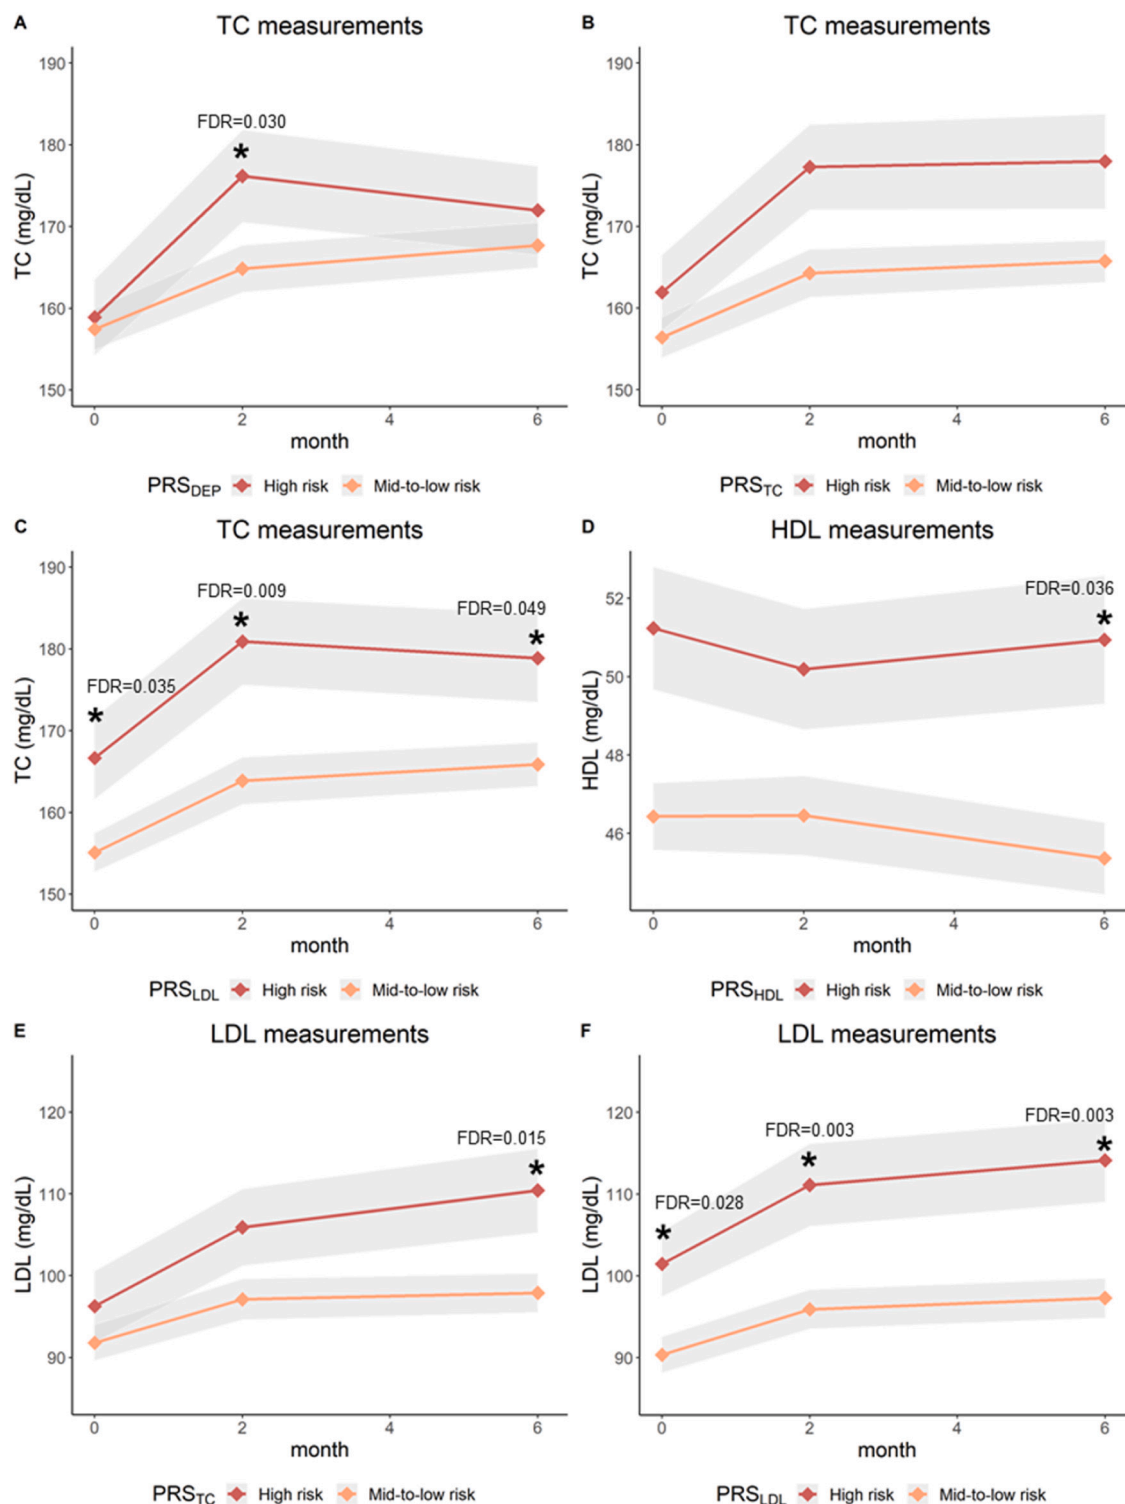 A TC measurements
190
180
170
160
150
TC (mg/dL)
FDR=0.030
*
0 2 4 6
month
PRSDEP High risk Mid-to-low risk
B TC measurements
190
180
170
160
150
TC (mg/dL)
0 2 4 6
month
PRSTC High risk Mid-to-low risk
C TC measurements
190
180
170
160
150
TC (mg/dL)
FDR=0.035
*
FDR=0.009
*
FDR=0.049
*
0 2 4 6
month
PRSLDL High risk Mid-to-low risk
D HDL measurements
52
50
48
46
HDL (mg/dL)
FDR=0.036
*
0 2 4 6
month
PRSHDL High risk Mid-to-low risk
E LDL measurements
120
110
100
90
LDL (mg/dL)
FDR=0.015
*
0 2 4 6
month
PRSTC High risk Mid-to-low risk
F LDL measurements
120
110
100
90
LDL (mg/dL)
FDR=0.028
*
FDR=0.003
*
FDR=0.003
*
0 2 4 6
month
PRSLDL High risk Mid-to-low risk